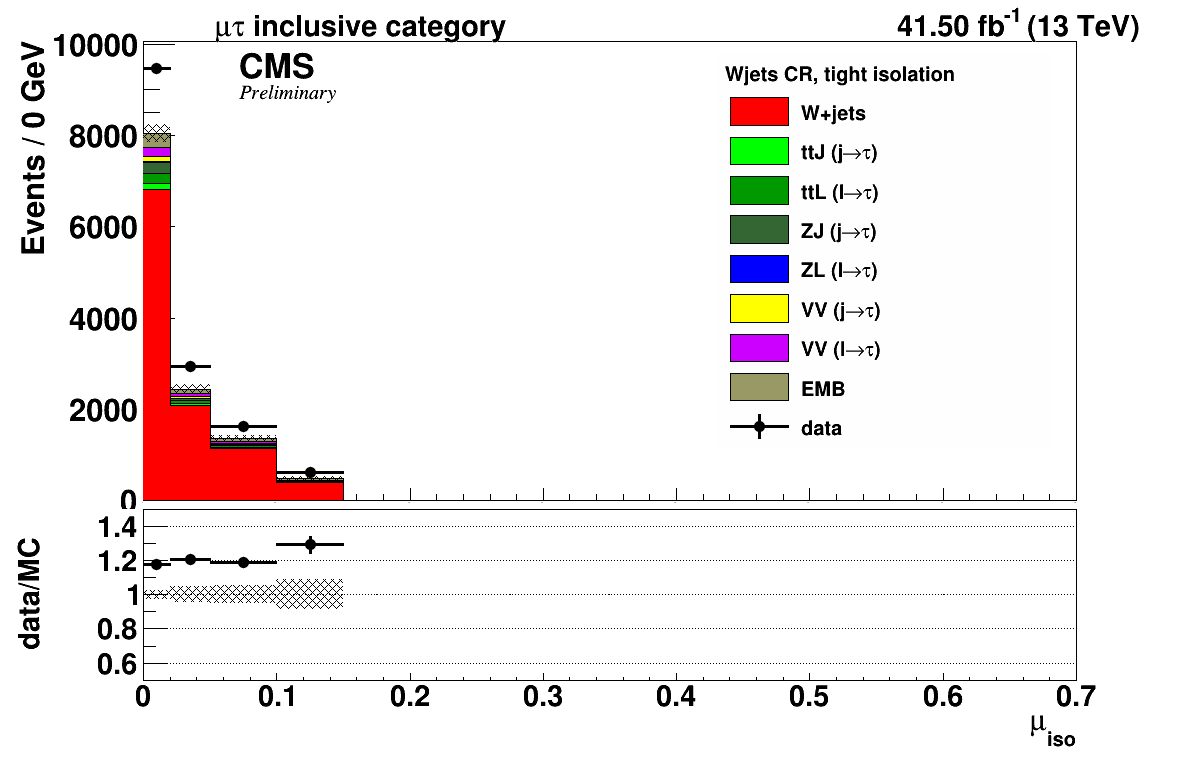 μτ inclusive category
41.50 fb-1 (13 TeV)
CMS
Preliminary
Events / 0 GeV
10000
8000
6000
4000
2000
0
Wjets CR, tight isolation
W+jets
ttJ (j→τ)
ttL (l→τ)
ZJ (j→τ)
ZL (l→τ)
VV (j→τ)
VV (l→τ)
EMB
data
data/MC
1.4
1.2
1
0.8
0.6
0 0.1 0.2 0.3 0.4 0.5 0.6 0.7
μiso